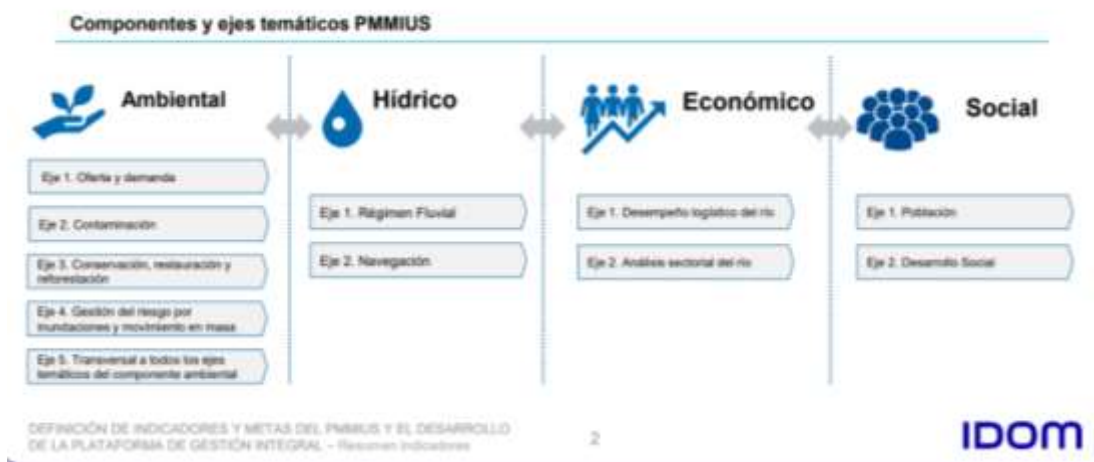 Componentes y ejes temáticos PMMIUS
Ambiental
Eje 1. Oferta y demanda
Eje 2. Contaminación
Eje 3. Conservación, restauración y
reforestación
Eje 4. Gestión del riesgo por
inundaciones y movimiento en masa
Eje 5. Transversal a todos los ejes
temáticos del componente ambiental
Hídrico
Eje 1. Régimen Fluvial
Eje 2. Navegación
Económico
Eje 1. Desempeño logístico del río
Eje 2. Análisis sectorial del río
Social
Eje 1. Población
Eje 2. Desarrollo Social
DEFINICIÓN DE INDICADORES Y METAS DEL PMMIUS Y EL DESARROLLO
DE LA PLATAFORMA DE GESTIÓN INTEGRAL – Resumen indicadores
2
IDOM